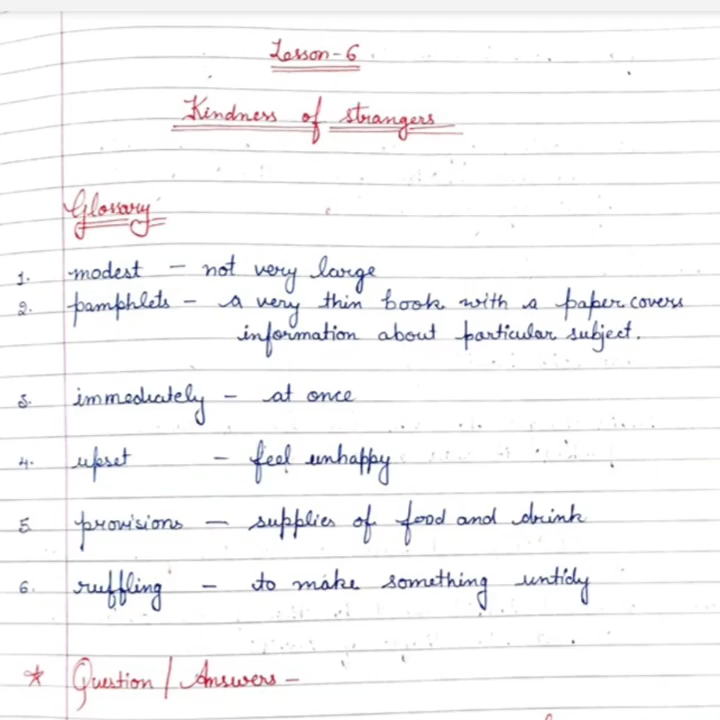 Lesson-6
Kindness of strangers
Glossary
1. modest - not very large
2. pamphlets - a very thin book with a paper covers
information about particular subject.
3. immediately - at once
4. upset - feel unhappy
5. provisions - supplies of food and drink
6. ruffling - to make something untidy
* Question / Answers -